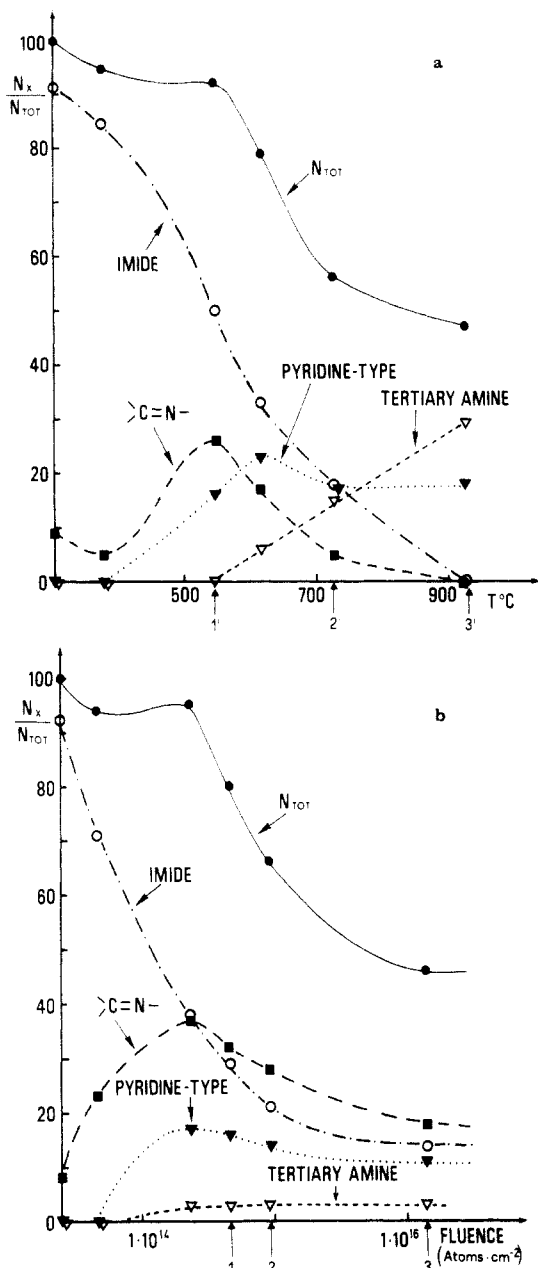 a
100
N_X
N_TOT
80
60
40
20
0
N_TOT
IMIDE
PYRIDINE-TYPE
TERTIARY AMINE
>C=N-
500
700
900
T°C
1'
2'
3'
b
100
N_X
N_TOT
80
60
40
20
0
N_TOT
IMIDE
>C=N-
PYRIDINE-TYPE
TERTIARY AMINE
1·10^14
1·10^16
FLUENCE
(Atoms·cm^-2)
1
2
3